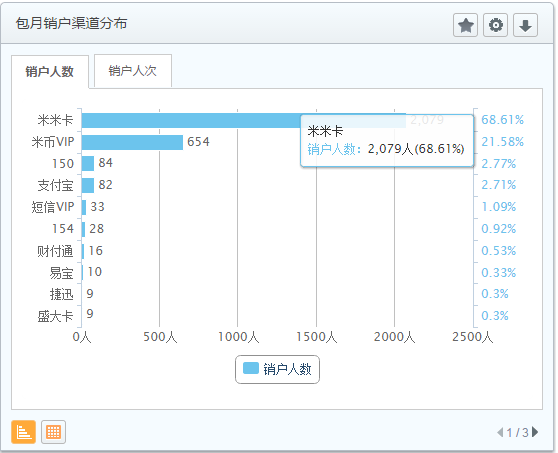 包月销户渠道分布
销户人数 销户人次
米米卡 2,079 68.61%
米米卡
销户人数: 2,079人(68.61%)
米币VIP 654 21.58%
150 84 2.77%
支付宝 82 2.71%
短信VIP 33 1.09%
154 28 0.92%
财付通 16 0.53%
易宝 10 0.33%
捷迅 9 0.3%
盛大卡 9 0.3%
0人 500人 1000人 1500人 2000人 2500人
销户人数
1 / 3